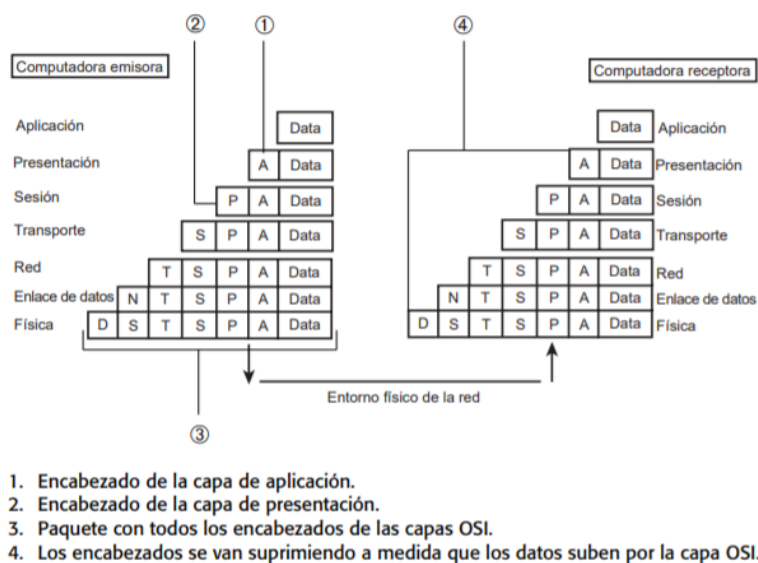 ② ① ④
Computadora emisora Computadora receptora
Aplicación Data Data Aplicación
Presentación A Data A Data Presentación
Sesión P A Data P A Data Sesión
Transporte S P A Data S P A Data Transporte
Red T S P A Data T S P A Data Red
Enlace de datos N T S P A Data N T S P A Data Enlace de datos
Física D S T S P A Data D S T S P A Data Física
Entorno físico de la red
③
1. Encabezado de la capa de aplicación.
2. Encabezado de la capa de presentación.
3. Paquete con todos los encabezados de las capas OSI.
4. Los encabezados se van suprimiendo a medida que los datos suben por la capa OSI.